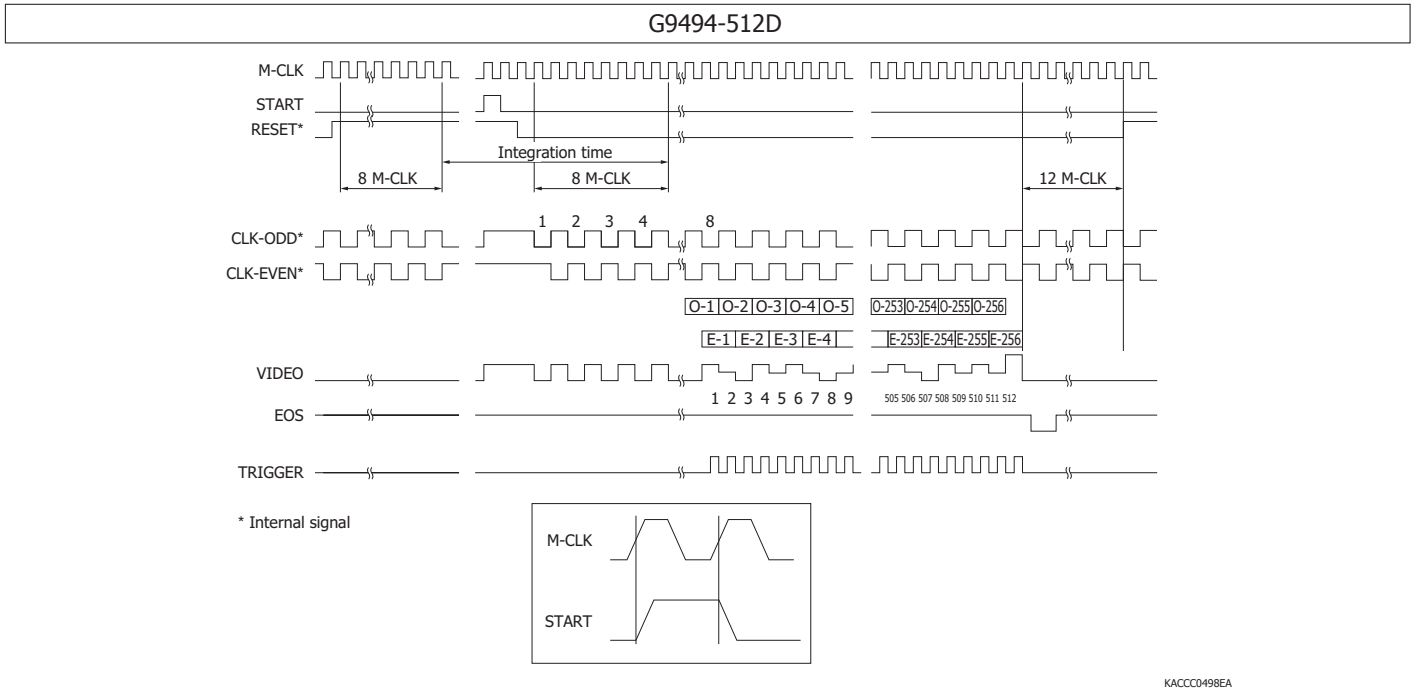 G9494-512D
M-CLK
START
RESET*
Integration time
8 M-CLK 8 M-CLK 12 M-CLK
1 2 3 4 8
CLK-ODD*
CLK-EVEN*
O-1 O-2 O-3 O-4 O-5 O-253 O-254 O-255 O-256
E-1 E-2 E-3 E-4 E-253 E-254 E-255 E-256
VIDEO
1 2 3 4 5 6 7 8 9 505 506 507 508 509 510 511 512
EOS
TRIGGER
* Internal signal
M-CLK
START
KACCC0498EA